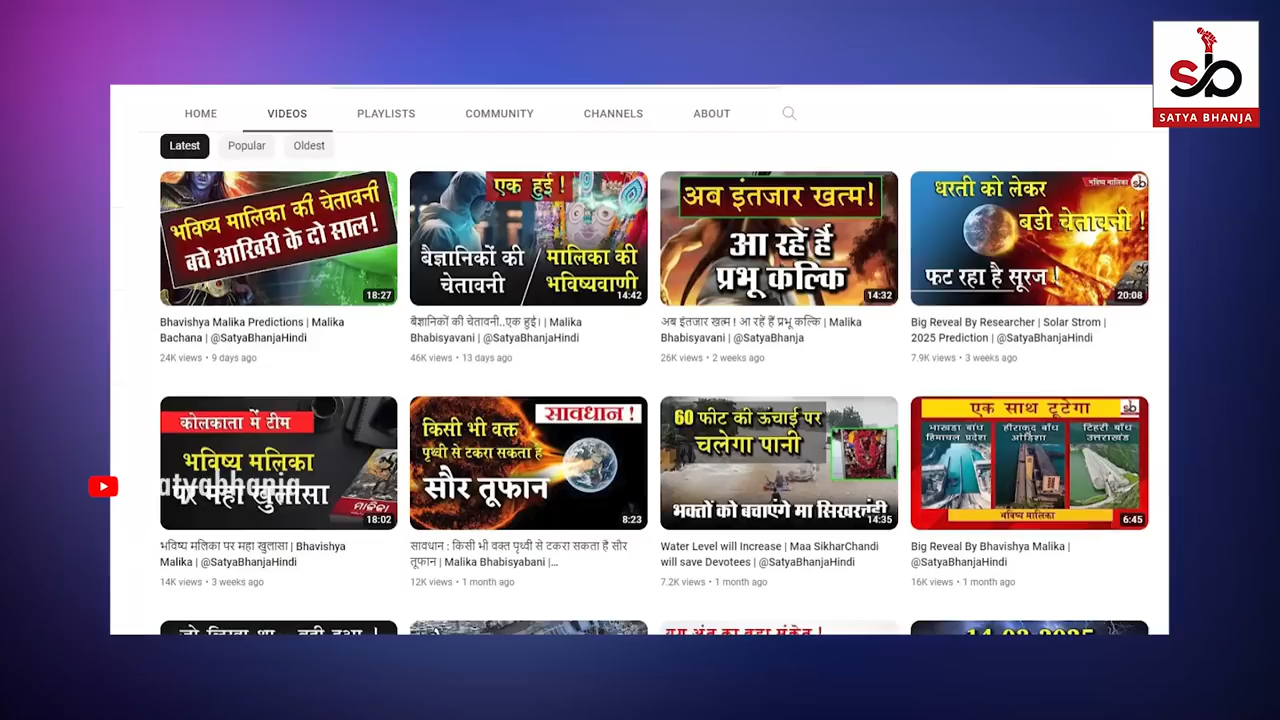 SATYA BHANJA
HOME VIDEOS PLAYLISTS COMMUNITY CHANNELS ABOUT
Latest Popular Oldest
भविष्य मालिका की चेतावनी
बचे आखिरी के दो साल!
18:27
एक हुई !
बैज्ञानिकों की
चेतावनी
मालिका की
भविष्यवाणी
14:42
अब इंतजार खत्म!
आ रहें हैं
प्रभू कल्कि
14:32
भविष्य मालिका
धरती को लेकर
बडी चेतावनी !
फट रहा है सूरज !
20:08
Bhavishya Malika Predictions | Malika
Bachana | @SatyaBhanjaHindi
24K views • 9 days ago
बैज्ञानिकों की चेतावनी..एक हुई। | Malika
Bhabisyavani | @SatyaBhanjaHindi
46K views • 13 days ago
अब इंतजार खत्म ! आ रहें हैं प्रभू कल्कि | Malika
Bhabisyavani | @SatyaBhanja
26K views • 2 weeks ago
Big Reveal By Researcher | Solar Strom |
2025 Prediction | @SatyaBhanjaHindi
7.9K views • 3 weeks ago
कोलकाता में टीम
भविष्य मलिका
पर महा खुलासा
satyabhanja
ମାଳିକା
18:02
सावधान !
किसी भी वक्त
पृथ्वी से टकरा सकता है
सौर तूफान
8:23
60 फीट की ऊंचाई पर
चलेगा पानी
भक्तों को बचाएंगे मा सिखरचंडी
14:35
एक साथ टूटेगा
भाखड़ा बांध
हिमाचल प्रदेश
हीराकुद बाँध
ओड़िशा
टिहरी बाँध
उत्तराखंड
भविष्य मालिका
6:45
भविष्य मलिका पर महा खुलासा | Bhavishya
Malika | @SatyaBhanjaHindi
14K views • 3 weeks ago
सावधान : किसी भी वक्त पृथ्वी से टकरा सकता है सौर
तूफान | Malika Bhabisyabani |...
12K views • 1 month ago
Water Level will Increase | Maa SikharChandi
will save Devotees | @SatyaBhanjaHindi
7.2K views • 1 month ago
Big Reveal By Bhavishya Malika |
@SatyaBhanjaHindi
16K views • 1 month ago